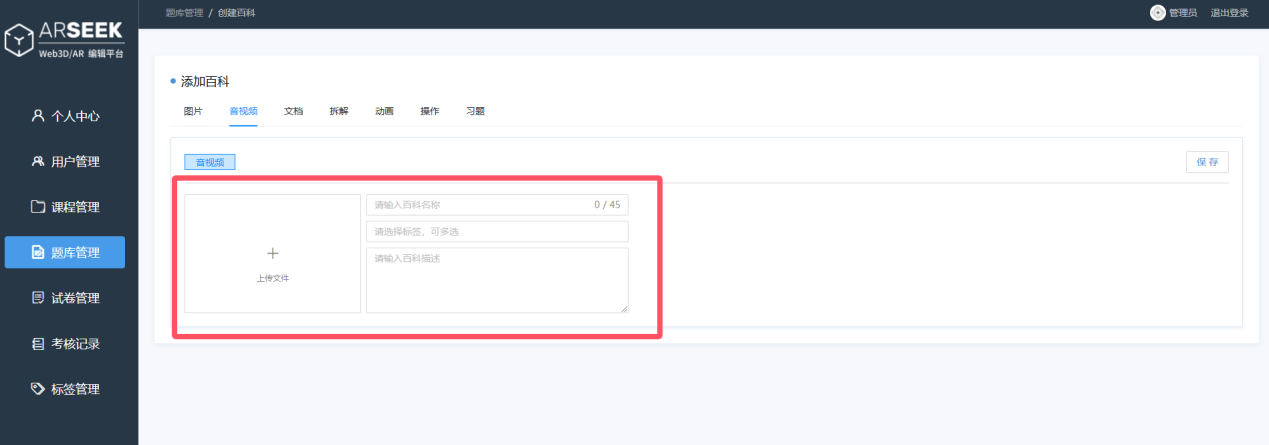 ARSEEK
Web3D/AR 编辑平台
个人中心
用户管理
课程管理
题库管理
试卷管理
考核记录
标签管理
题库管理 / 创建百科
管理员 退出登录
添加百科
图片 音视频 文档 拆解 动画 操作 习题
音视频
保存
上传文件
请输入百科名称 0 / 45
请选择标签，可多选
请输入百科描述